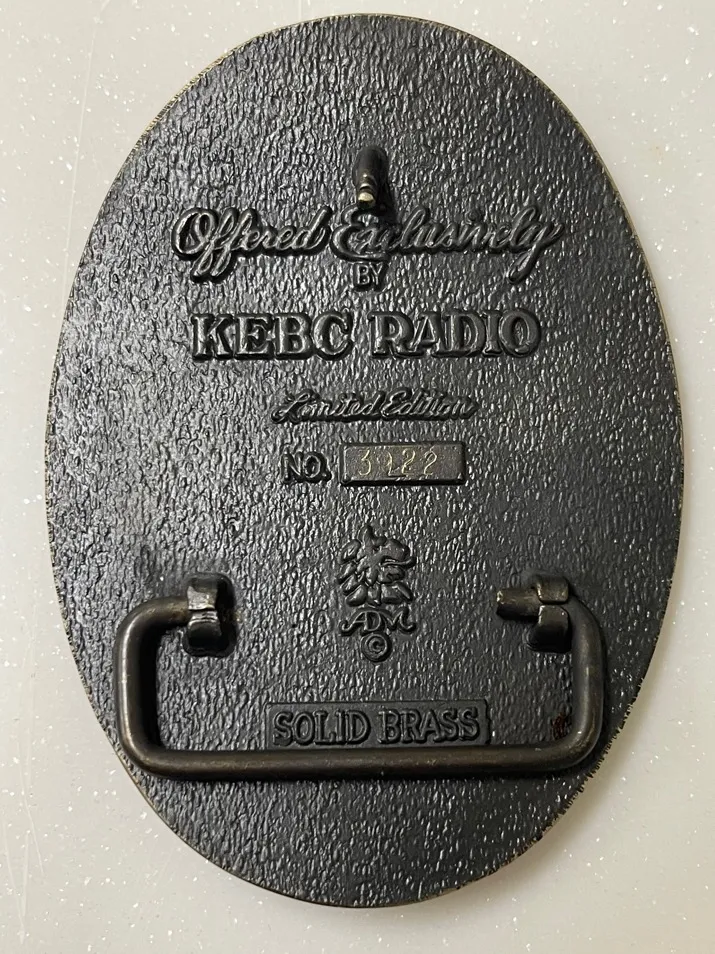 Offered Exclusively
BY
KEBC RADIO
Limited Edition
NO. 3122
ADM
©
SOLID BRASS